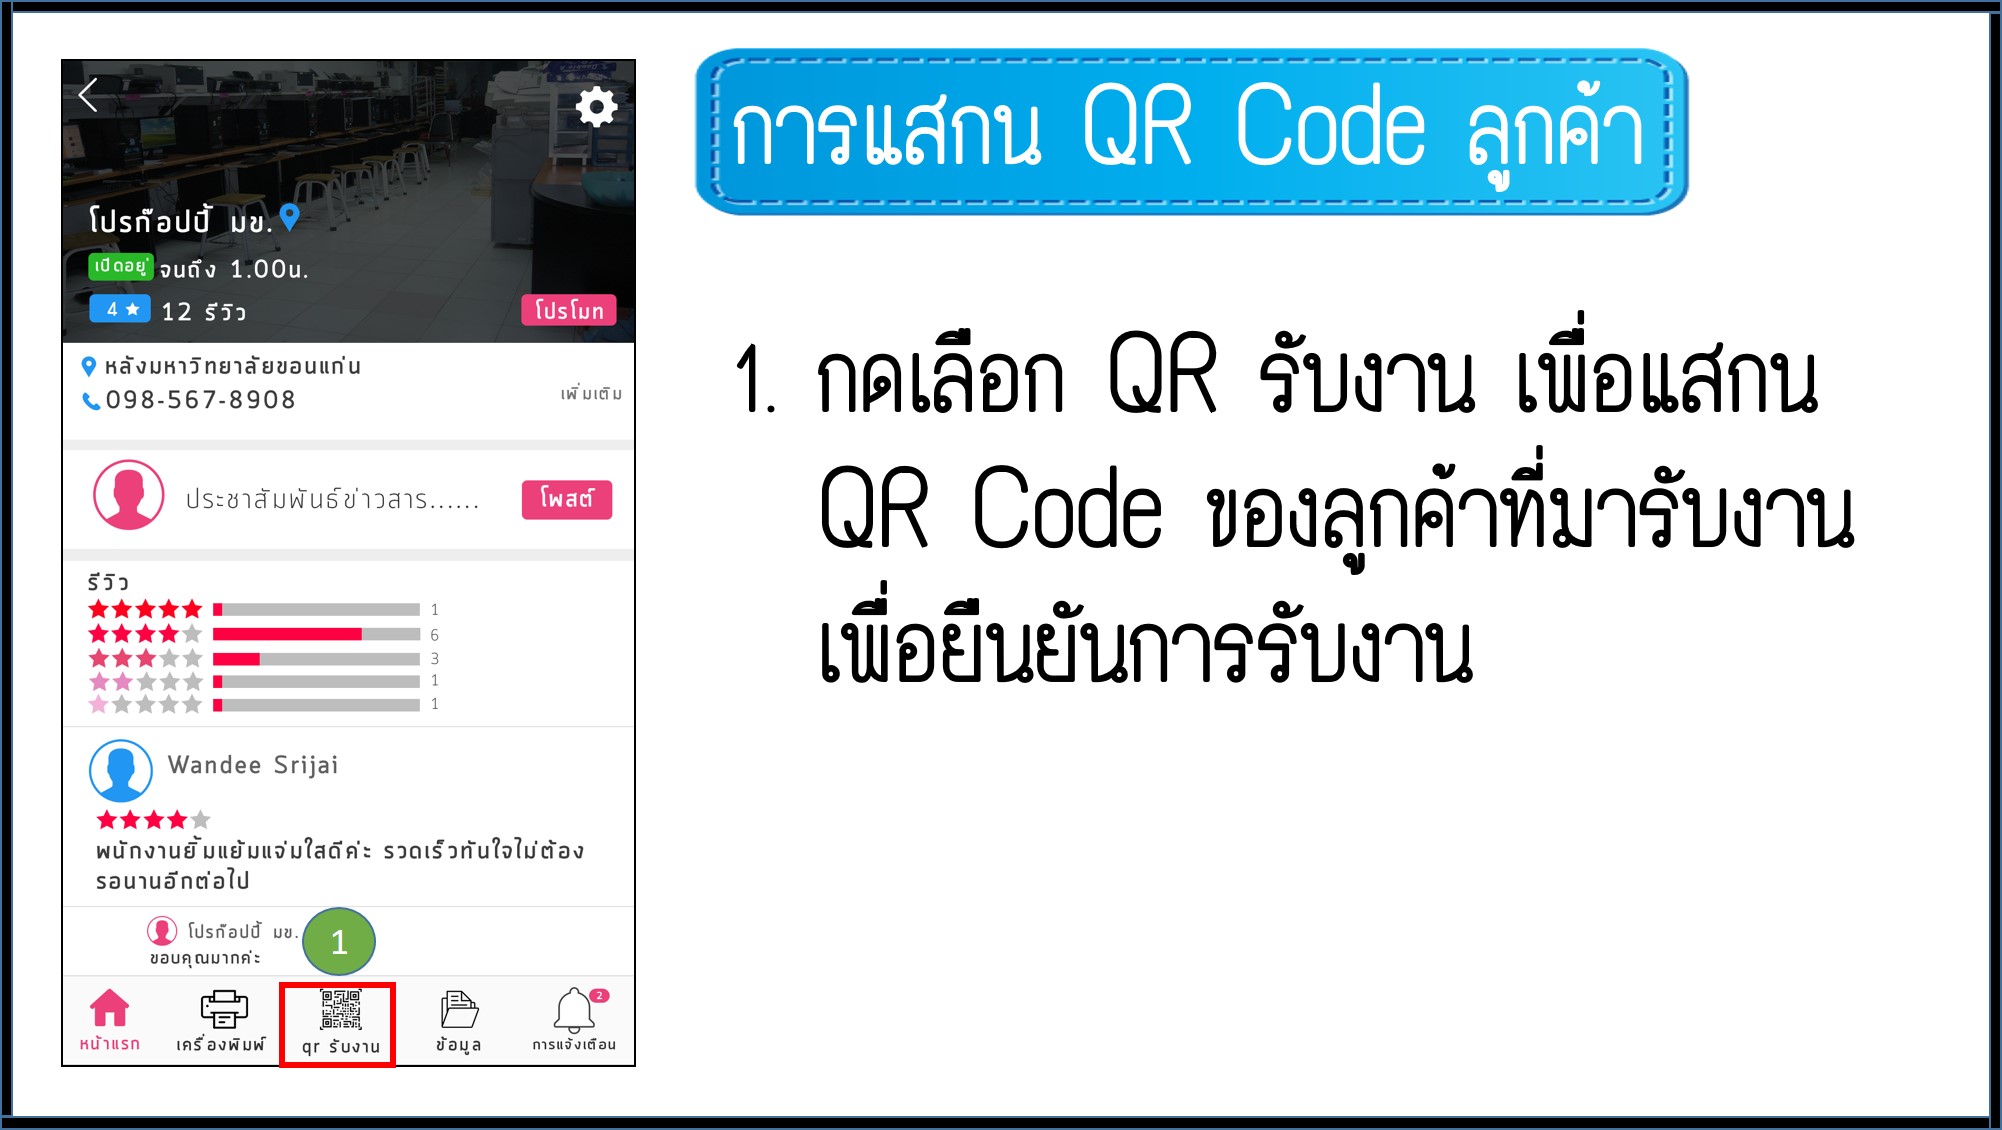 การแสกน QR Code ลูกค้า
โปรก๊อปปี้ มข.
เปิดอยู่ จนถึง 1.00น.
4 12 รีวิว
โปรโมท
หลังมหาวิทยาลัยขอนแก่น
098-567-8908
เพิ่มเติม
ประชาสัมพันธ์ข่าวสาร......
โพสต์
รีวิว
1
6
3
1
1
Wandee Srijai
พนักงานยิ้มแย้มแจ่มใสดีค่ะ รวดเร็วทันใจไม่ต้อง
รอนานอีกต่อไป
โปรก๊อปปี้ มข.
ขอบคุณมากค่ะ
1
2
หน้าแรก
เครื่องพิมพ์
qr รับงาน
ข้อมูล
การแจ้งเตือน
1. กดเลือก QR รับงาน เพื่อแสกน
QR Code ของลูกค้าที่มารับงาน
เพื่อยืนยันการรับงาน